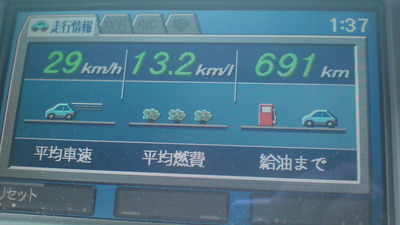 走行情報 OFF A/C 1:37
29km/h 13.2km/l 691km
平均車速 平均燃費 給油まで
リセット